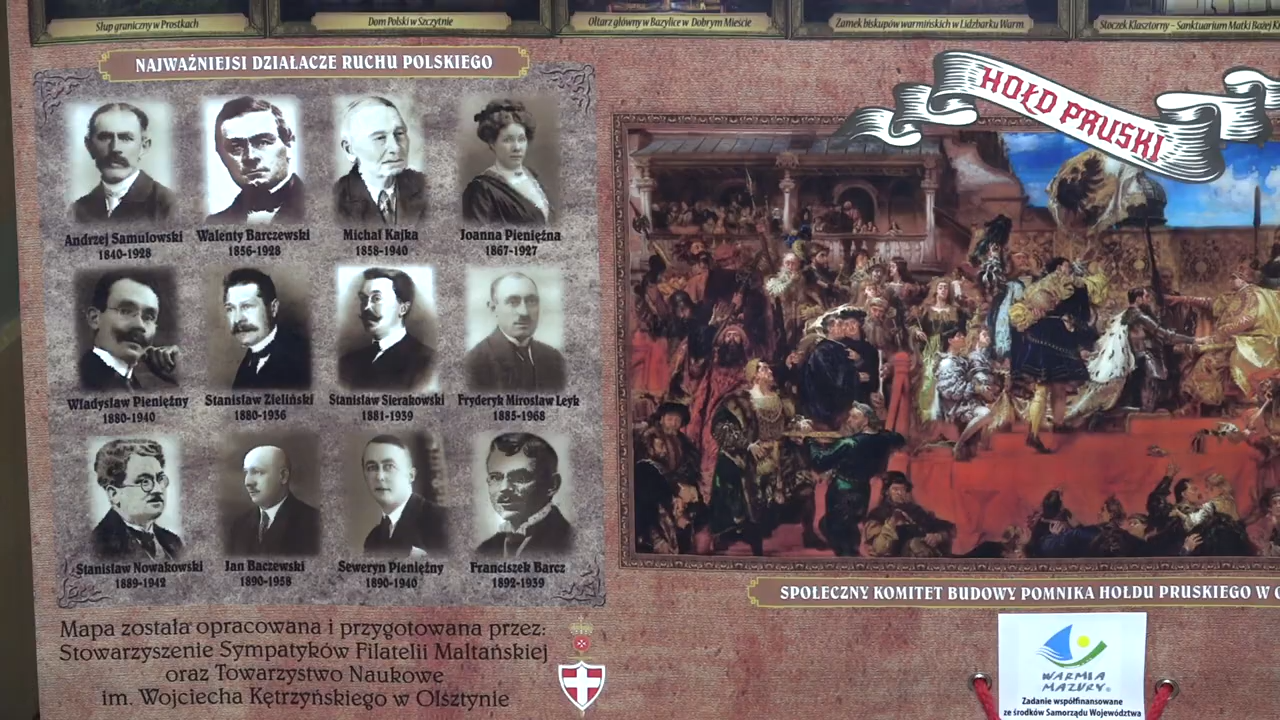 Słup graniczny w Prostkach
Dom Polski w Szczytnie
Ołtarz główny w Bazylice w Dobrym Mieście
Zamek biskupów warmińskich w Lidzbarku Warm.
Stoczek Klasztorny – Sanktuarium Matki Bożej
NAJWAŻNIEJSI DZIAŁACZE RUCHU POLSKIEGO
HOŁD PRUSKI
Andrzej Samulowski
1840-1928
Walenty Barczewski
1856-1928
Michał Kajka
1858-1940
Joanna Pieniężna
1867-1927
Władysław Pieniężny
1880-1940
Stanisław Zieliński
1880-1936
Stanisław Sierakowski
1881-1939
Fryderyk Mirosław Leyk
1885-1968
Stanisław Nowakowski
1889-1942
Jan Baczewski
1890-1958
Seweryn Pieniężny
1890-1940
Franciszek Barcz
1892-1939
SPOŁECZNY KOMITET BUDOWY POMNIKA HOŁDU PRUSKIEGO W
Mapa została opracowana i przygotowana przez:
Stowarzyszenie Sympatyków Filatelii Maltańskiej
oraz Towarzystwo Naukowe
im. Wojciecha Kętrzyńskiego w Olsztynie
WARMIA
MAZURY
Zadanie współfinansowane
ze środków Samorządu Województwa